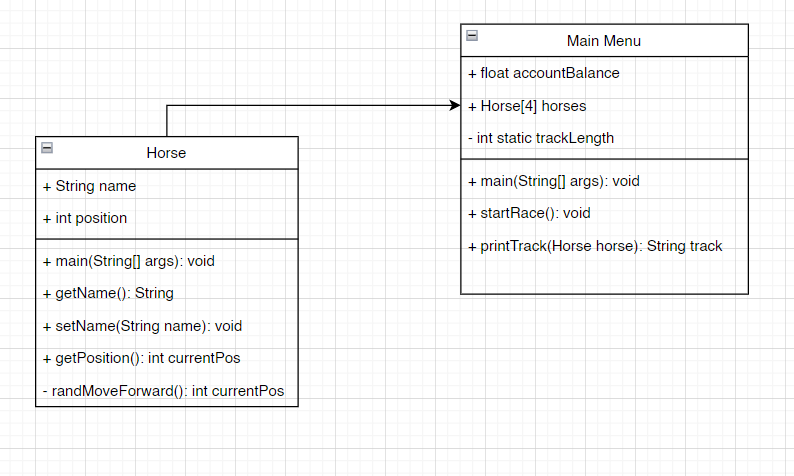 Main Menu
+ float accountBalance
+ Horse[4] horses
- int static trackLength
+ main(String[] args): void
+ startRace(): void
+ printTrack(Horse horse): String track
Horse
+ String name
+ int position
+ main(String[] args): void
+ getName(): String
+ setName(String name): void
+ getPosition(): int currentPos
- randMoveForward(): int currentPos